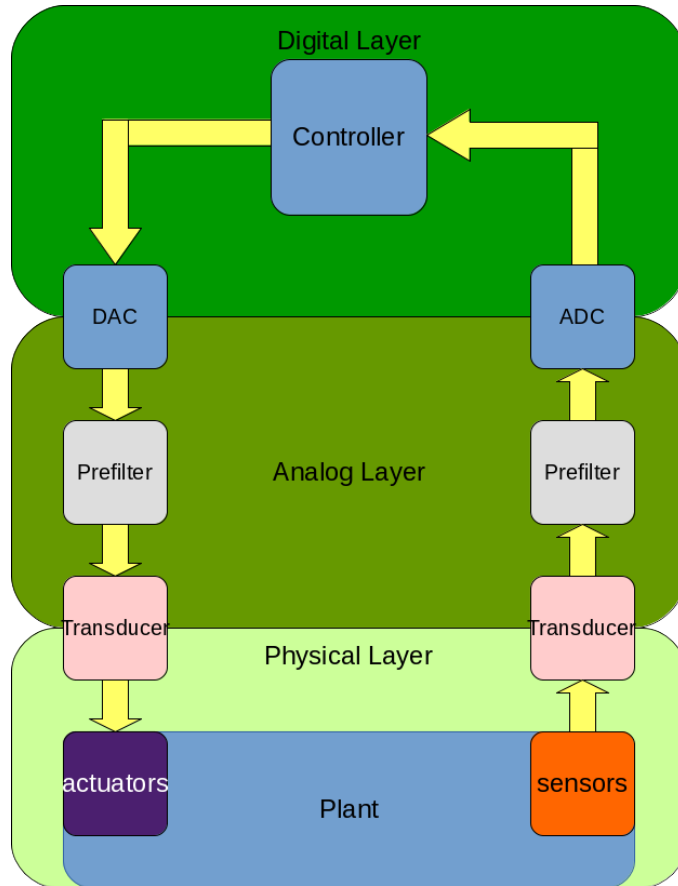 Digital Layer
Controller
DAC
ADC
Prefilter
Analog Layer
Prefilter
Transducer
Transducer
Physical Layer
actuators
sensors
Plant